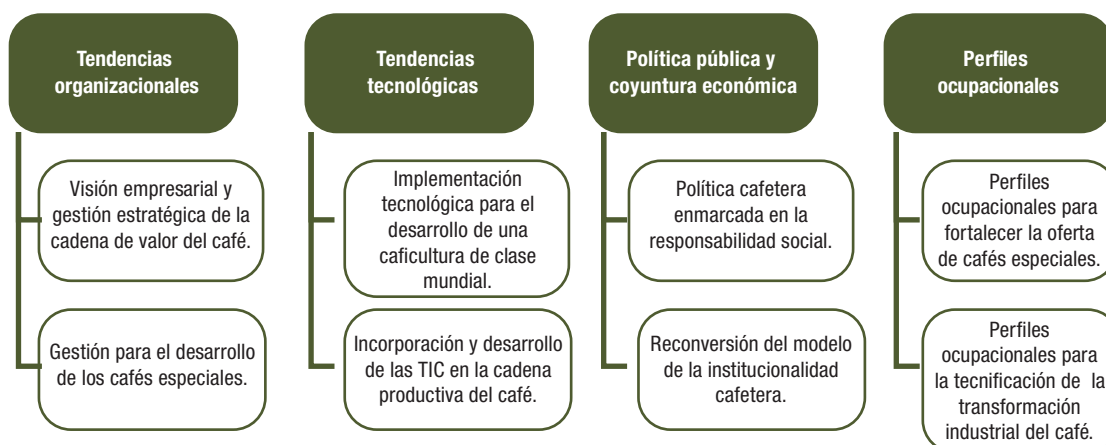 Tendencias
organizacionales
Visión empresarial y
gestión estratégica de la
cadena de valor del café.
Gestión para el desarrollo
de los cafés especiales.
Tendencias
tecnológicas
Implementación
tecnológica para el
desarrollo de una
caficultura de clase
mundial.
Incorporación y desarrollo
de las TIC en la cadena
productiva del café.
Política pública y
coyuntura económica
Política cafetera
enmarcada en la
responsabilidad social.
Reconversión del modelo
de la institucionalidad
cafetera.
Perfiles
ocupacionales
Perfiles
ocupacionales para
fortalecer la oferta
de cafés especiales.
Perfiles
ocupacionales para
la tecnificación de la
transformación
industrial del café.